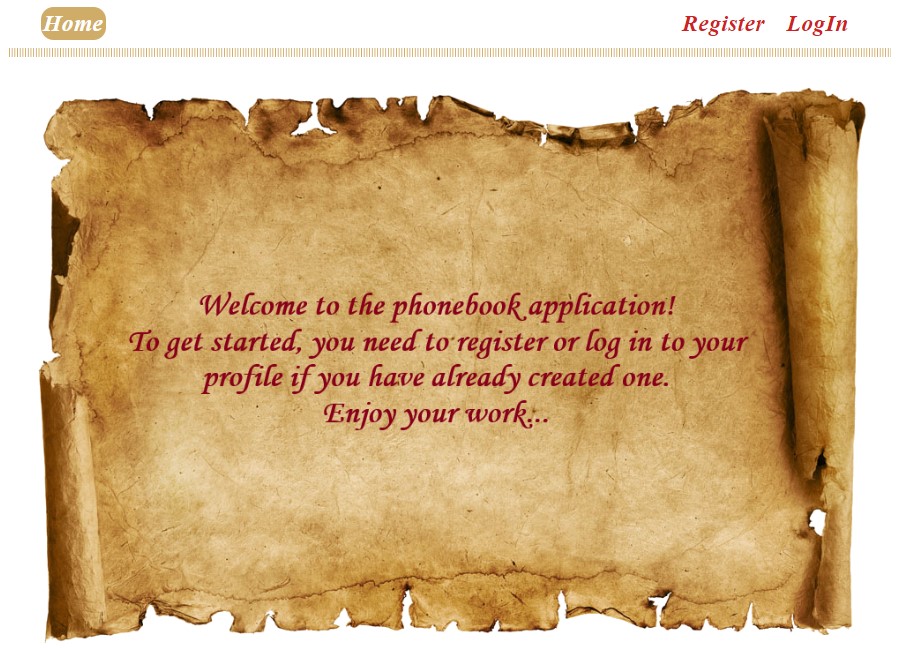 Home Register LogIn
Welcome to the phonebook application!
To get started, you need to register or log in to your
profile if you have already created one.
Enjoy your work...